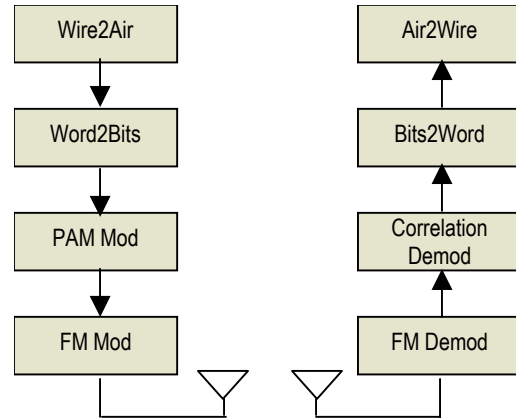 Wire2Air
Word2Bits
PAM Mod
FM Mod
Air2Wire
Bits2Word
Correlation
Demod
FM Demod